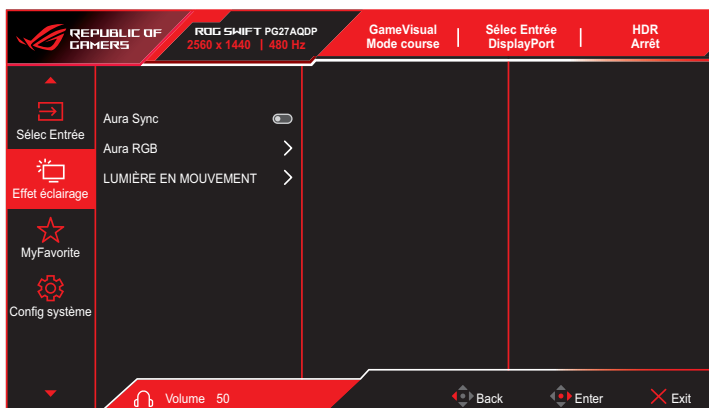 REPUBLIC OF
GAMERS
ROG SWIFT PG27AQDP
2560 x 1440 | 480 Hz
GameVisual
Mode course
Sélec Entrée
DisplayPort
HDR
Arrêt
Sélec Entrée
Effet éclairage
MyFavorite
Config système
Aura Sync
Aura RGB
LUMIÈRE EN MOUVEMENT
Volume 50
Back
Enter
Exit